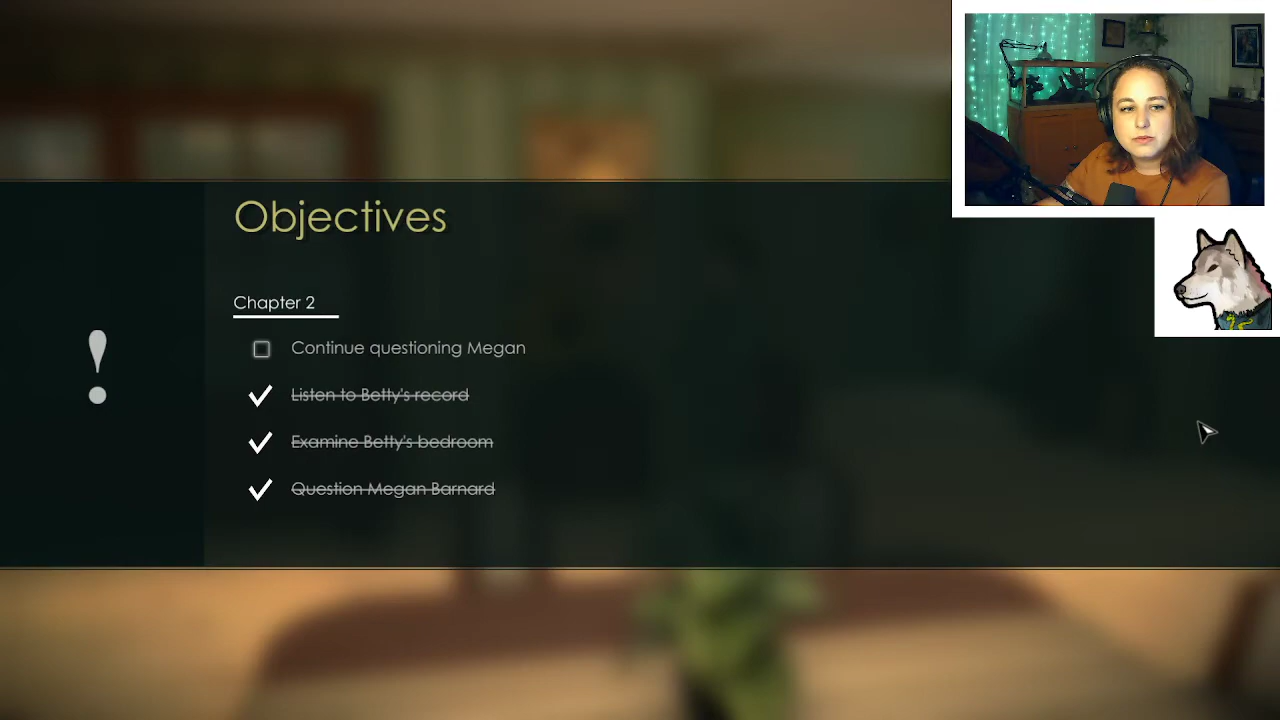 Objectives
Chapter 2
Continue questioning Megan
Listen to Betty's record
Examine Betty's bedroom
Question Megan Barnard